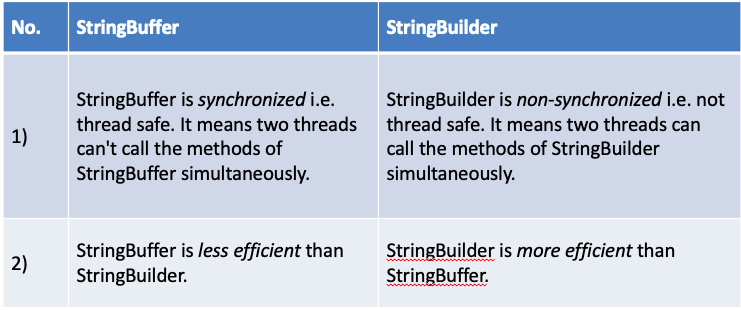 No. StringBuffer StringBuilder
1)
StringBuffer is synchronized i.e.
thread safe. It means two threads
can't call the methods of
StringBuffer simultaneously.
StringBuilder is non-synchronized i.e. not
thread safe. It means two threads can
call the methods of StringBuilder
simultaneously.
2)
StringBuffer is less efficient than
StringBuilder.
StringBuilder is more efficient than
StringBuffer.